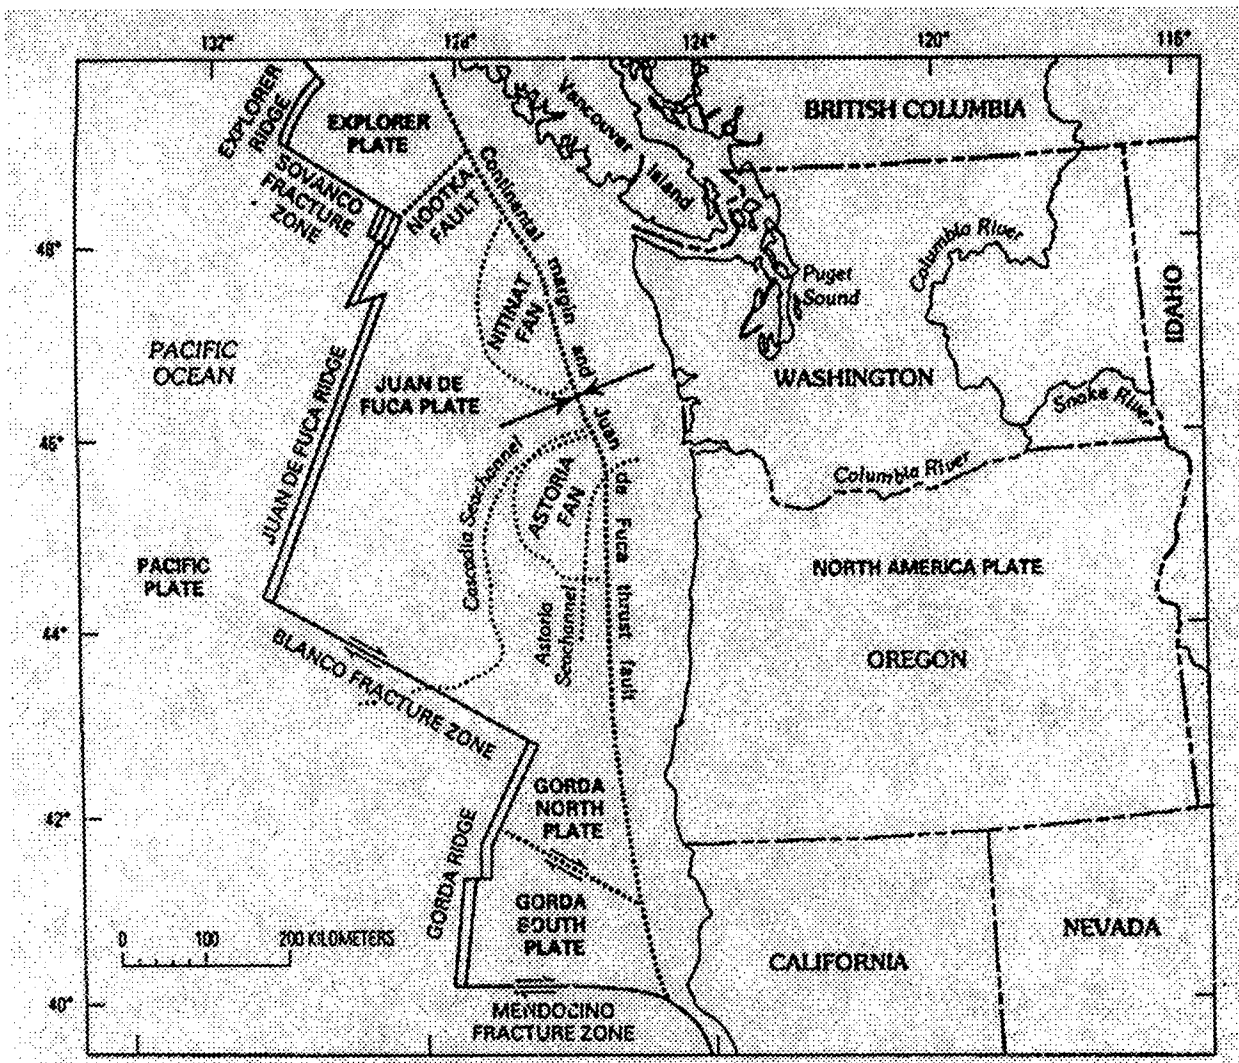 132°
128°
124°
120°
116°
EXPLORER
RIDGE
EXPLORER
PLATE
SOVANCO
FRACTURE
ZONE
NOOTKA
FAULT
Vancouver
Island
BRITISH COLUMBIA
Continental margin and Juan de Fuca thrust fault
48°
NITINAT
FAN
Puget
Sound
Columbia River
IDAHO
PACIFIC
OCEAN
JUAN DE FUCA RIDGE
JUAN DE
FUCA PLATE
WASHINGTON
Snake River
46°
Cascadia Seachannel
ASTORIA
FAN
Columbia River
PACIFIC
PLATE
NORTH AMERICA PLATE
Astoria
Seachannel
44°
BLANCO FRACTURE ZONE
OREGON
GORDA
NORTH
PLATE
42°
GORDA RIDGE
GORDA
SOUTH
PLATE
0 100 200 KILOMETERS
NEVADA
CALIFORNIA
40°
MENDOCINO
FRACTURE ZONE